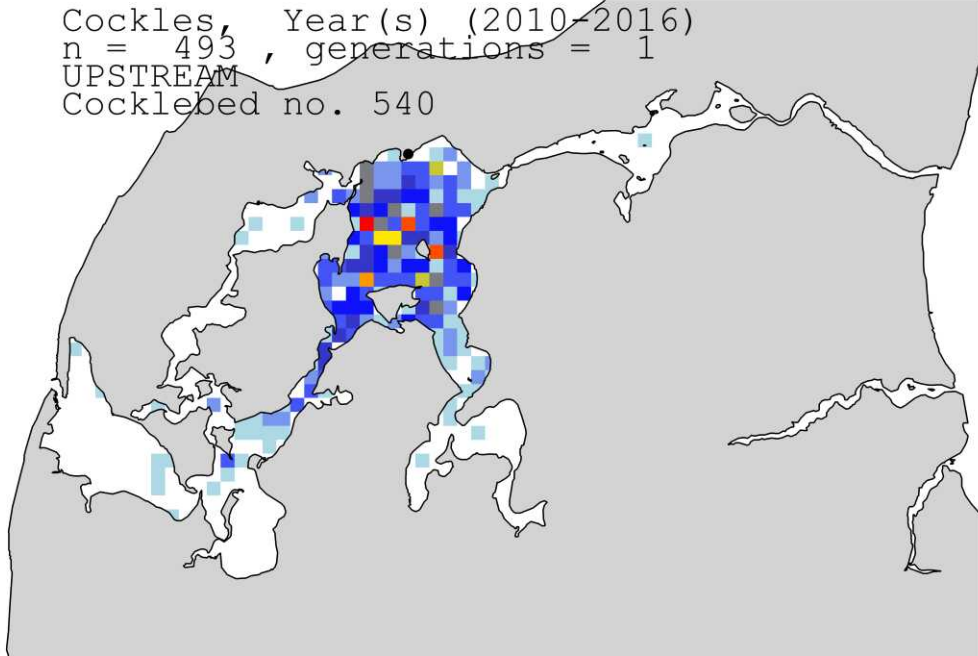 Cockles, Year(s) (2010-2016)
n = 493 , generations = 1
UPSTREAM
Cocklebed no. 540